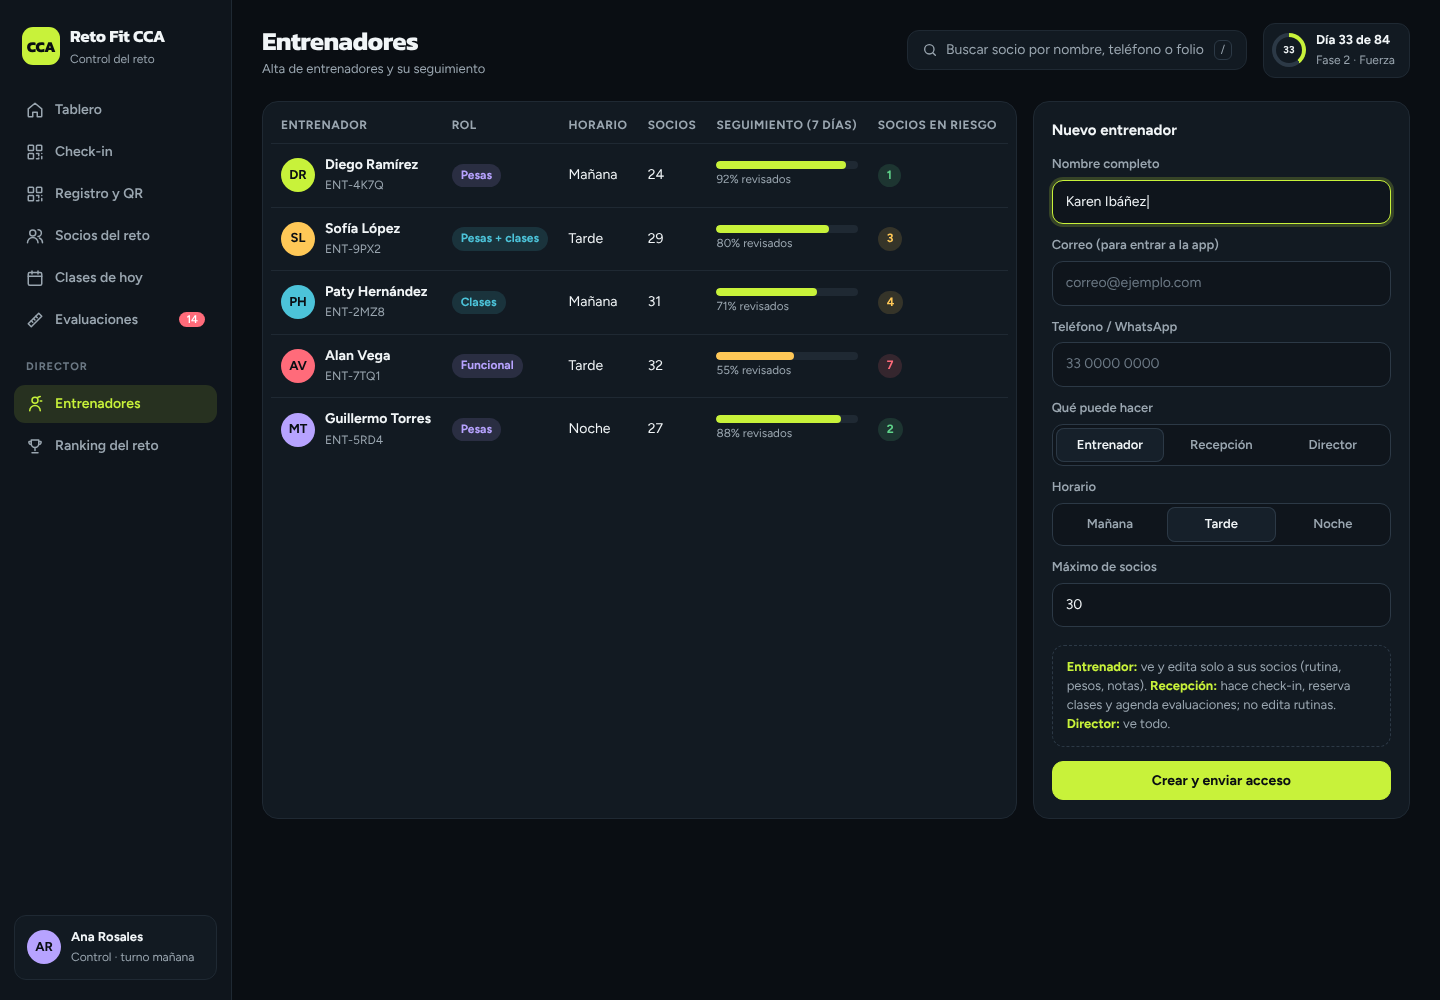 CCA
Reto Fit CCA
Control del reto
Tablero
Check-in
Registro y QR
Socios del reto
Clases de hoy
Evaluaciones 14
DIRECTOR
Entrenadores
Ranking del reto
AR
Ana Rosales
Control · turno mañana
Entrenadores
Alta de entrenadores y su seguimiento
Buscar socio por nombre, teléfono o folio /
33
Día 33 de 84
Fase 2 · Fuerza
ENTRENADOR ROL HORARIO SOCIOS SEGUIMIENTO (7 DÍAS) SOCIOS EN RIESGO
DR Diego Ramírez Pesas Mañana 24 1
ENT-4K7Q 92% revisados
SL Sofía López Pesas + clases Tarde 29 3
ENT-9PX2 80% revisados
PH Paty Hernández Clases Mañana 31 4
ENT-2MZ8 71% revisados
AV Alan Vega Funcional Tarde 32 7
ENT-7TQ1 55% revisados
MT Guillermo Torres Pesas Noche 27 2
ENT-5RD4 88% revisados
Nuevo entrenador
Nombre completo
Karen Ibáñez
Correo (para entrar a la app)
correo@ejemplo.com
Teléfono / WhatsApp
33 0000 0000
Qué puede hacer
Entrenador Recepción Director
Horario
Mañana Tarde Noche
Máximo de socios
30
Entrenador: ve y edita solo a sus socios (rutina,
pesos, notas). Recepción: hace check-in, reserva
clases y agenda evaluaciones; no edita rutinas.
Director: ve todo.
Crear y enviar acceso